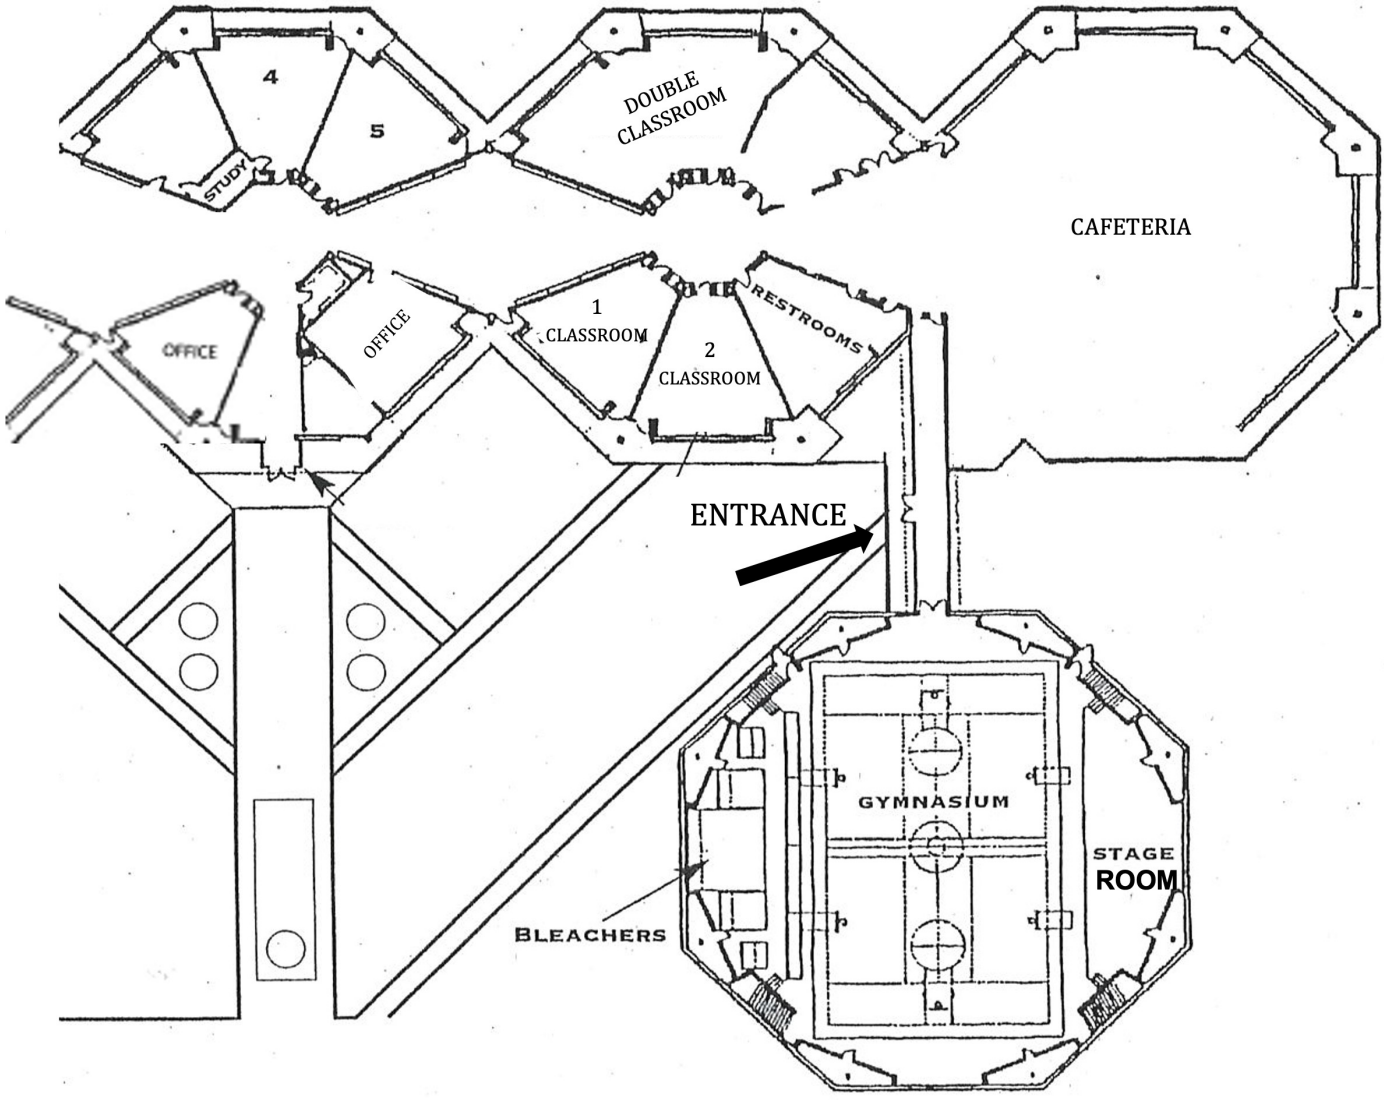 4
5
STUDY
DOUBLE
CLASSROOM
CAFETERIA
OFFICE
OFFICE
1
CLASSROOM
2
CLASSROOM
RESTROOMS
ENTRANCE
GYMNASIUM
STAGE
ROOM
BLEACHERS